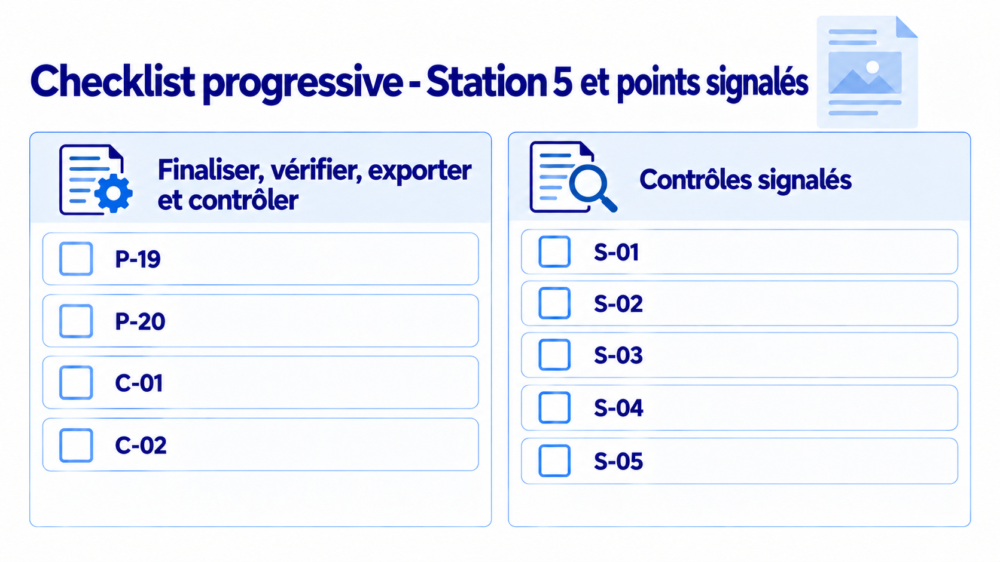 Checklist progressive - Station 5 et points signalés
Finaliser, vérifier, exporter
et contrôler
P-19
P-20
C-01
C-02
Contrôles signalés
S-01
S-02
S-03
S-04
S-05